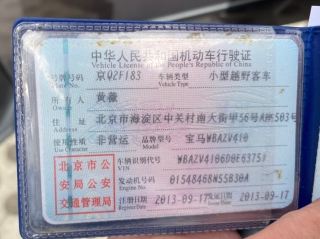 中华人民共和国机动车行驶证
Vehicle License of the People's Republic of China
号牌号码 京Q2F183 车辆类型 小型越野客车
Vehicle Type
所有人 黄薇
Owner
住址 北京市海淀区中关村南大街甲56号A座503号
使用性质 非营运 品牌型号 宝马WBAZV410
Use Character
北京市公
安局公安
交通管理局
车辆识别代号
VIN
发动机号码 01548468N55B30A
Engine No.
注册日期 2013-09-17 发证日期 2013-09-17
Register Date Issue Date